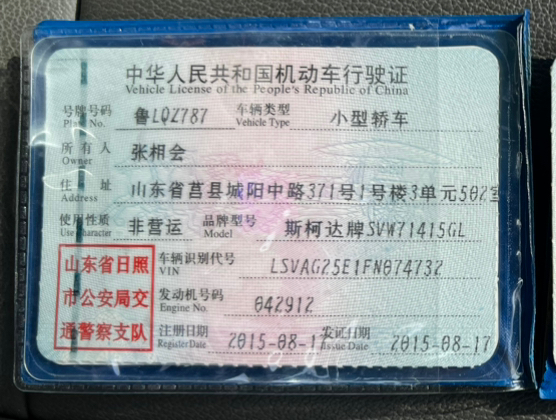 中华人民共和国机动车行驶证
Vehicle License of the People's Republic of China
号牌号码 鲁LQZ787 车辆类型 小型轿车
Plate No. Vehicle Type
所有人 张相会
Owner
住址 山东省莒县城阳中路371号1号楼3单元502室
Address
使用性质 非营运 品牌型号 斯柯达牌SVW71415GL
Use Character Model
山东省日照 车辆识别代号 LSVAG25E1FN074732
VIN
市公安局交 发动机号码 042912
Engine No.
通警察支队 注册日期 2015-08-17 发证日期 2015-08-17
Register Date Issue Date